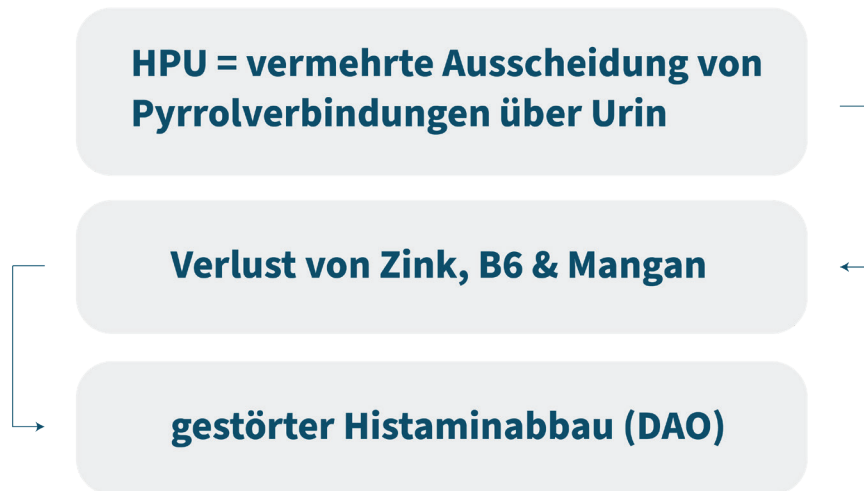 HPU = vermehrte Ausscheidung von
Pyrrolverbindungen über Urin
Verlust von Zink, B6 & Mangan
gestörter Histaminabbau (DAO)